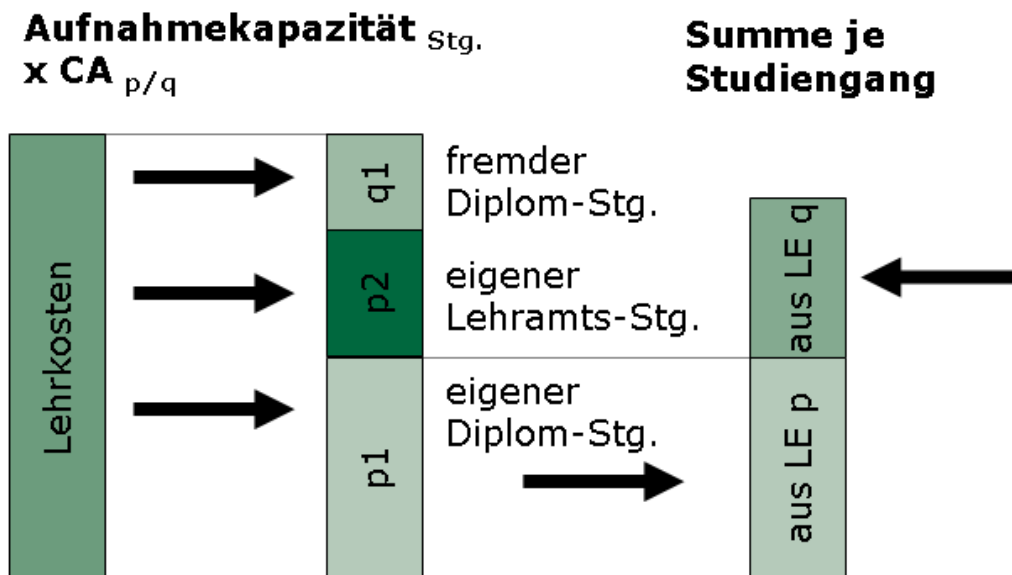 Aufnahmekapazität Stg.
x CA p/q
Summe je
Studiengang
Lehrkosten
q1
fremder
Diplom-Stg.
p2
eigener
Lehramts-Stg.
p1
eigener
Diplom-Stg.
aus LE q
aus LE p